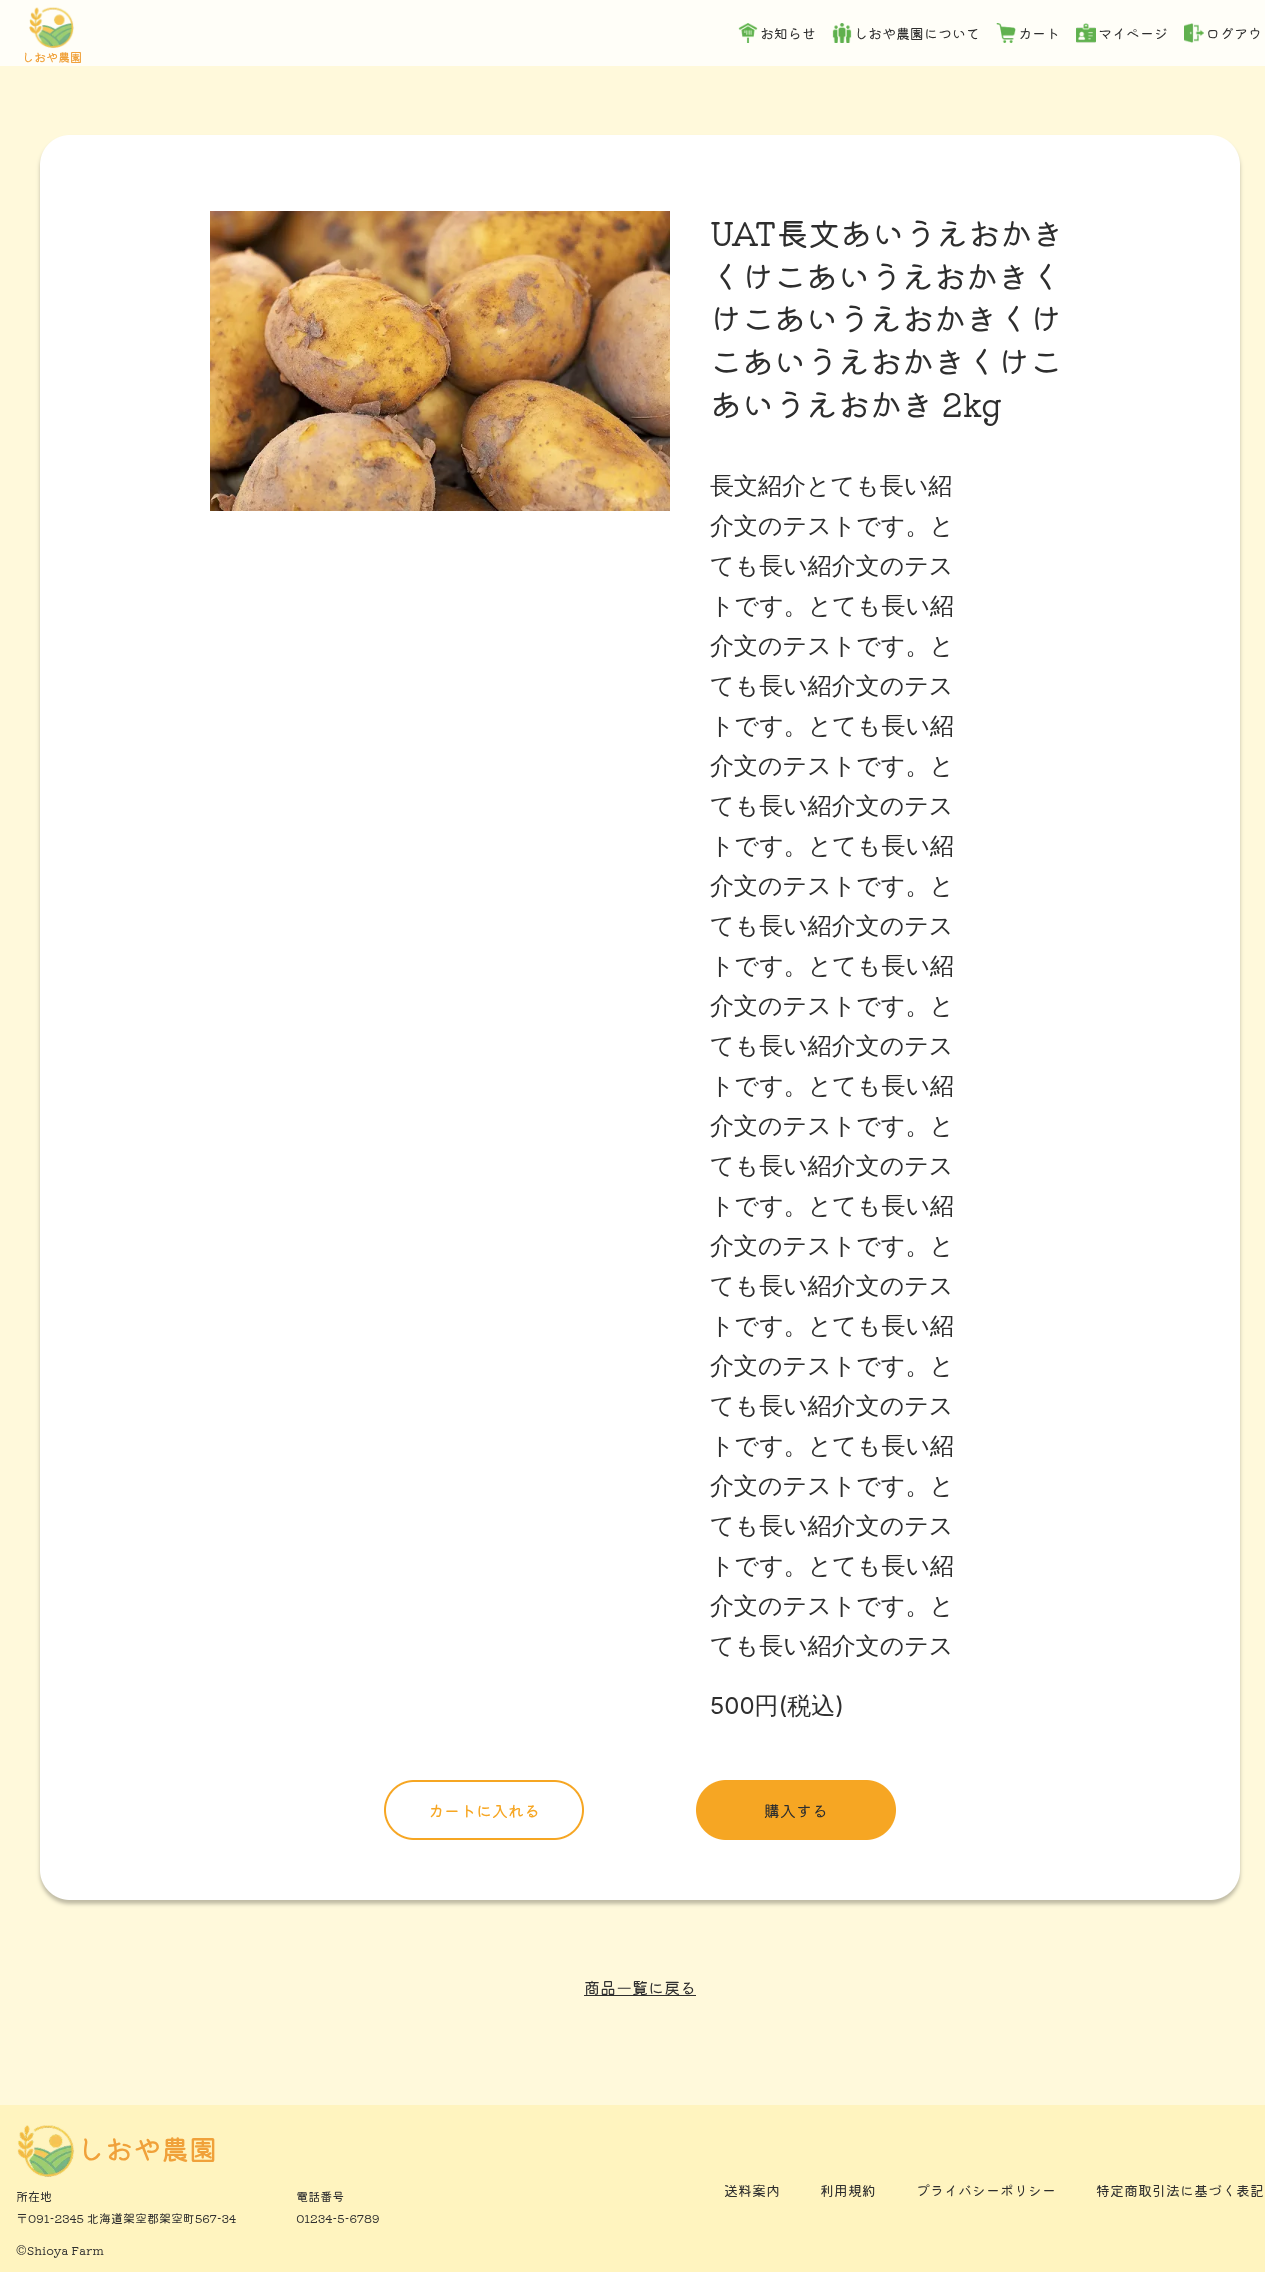 しおや農園
お知らせ しおや農園について カート マイページ ログアウ
UAT長文あいうえおかき
くけこあいうえおかきく
けこあいうえおかきくけ
こあいうえおかきくけこ
あいうえおかき 2kg
長文紹介とても長い紹
介文のテストです。と
ても長い紹介文のテス
トです。とても長い紹
介文のテストです。と
ても長い紹介文のテス
トです。とても長い紹
介文のテストです。と
ても長い紹介文のテス
トです。とても長い紹
介文のテストです。と
ても長い紹介文のテス
トです。とても長い紹
介文のテストです。と
ても長い紹介文のテス
トです。とても長い紹
介文のテストです。と
ても長い紹介文のテス
トです。とても長い紹
介文のテストです。と
ても長い紹介文のテス
トです。とても長い紹
介文のテストです。と
ても長い紹介文のテス
トです。とても長い紹
介文のテストです。と
ても長い紹介文のテス
トです。とても長い紹
介文のテストです。と
ても長い紹介文のテス
500円(税込)
カートに入れる 購入する
商品一覧に戻る
しおや農園
所在地 電話番号
〒091-2345 北海道架空郡架空町567-34 01234-5-6789
送料案内 利用規約 プライバシーポリシー 特定商取引法に基づく表記
©Shioya Farm